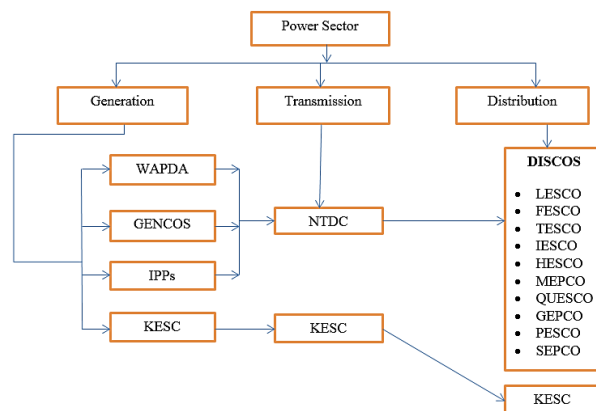 Power Sector
Generation
Transmission
Distribution
WAPDA
GENCOS
IPPs
KESC
NTDC
KESC
DISCOS
• LESCO
• FESCO
• TESCO
• IESCO
• HESCO
• MEPCO
• QUESCO
• GEPCO
• PESCO
• SEPCO
KESC